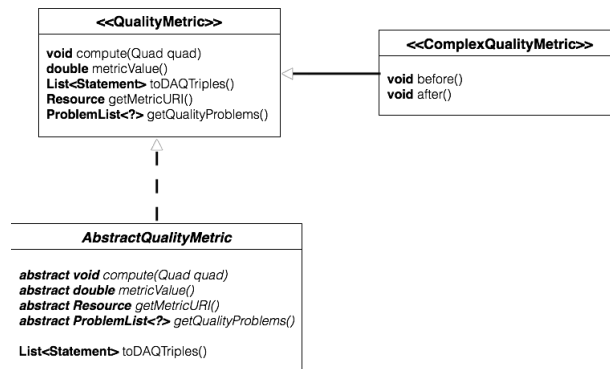 <<QualityMetric>>
void compute(Quad quad)
double metricValue()
List<Statement> toDAQTriples()
Resource getMetricURI()
ProblemList<?> getQualityProblems()
<<ComplexQualityMetric>>
void before()
void after()
AbstractQualityMetric
abstract void compute(Quad quad)
abstract double metricValue()
abstract Resource getMetricURI()
abstract ProblemList<?> getQualityProblems()
List<Statement> toDAQTriples()